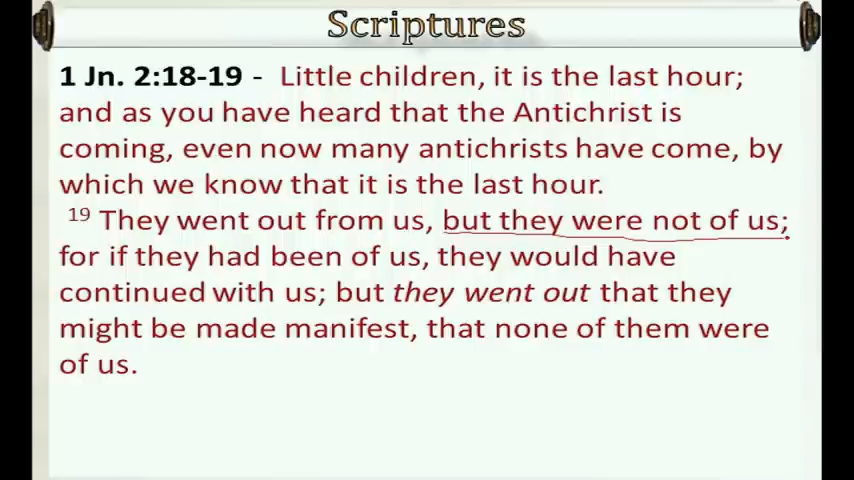 Scriptures
1 Jn. 2:18-19 - Little children, it is the last hour;
and as you have heard that the Antichrist is
coming, even now many antichrists have come, by
which we know that it is the last hour.
19 They went out from us, but they were not of us;
for if they had been of us, they would have
continued with us; but they went out that they
might be made manifest, that none of them were
of us.